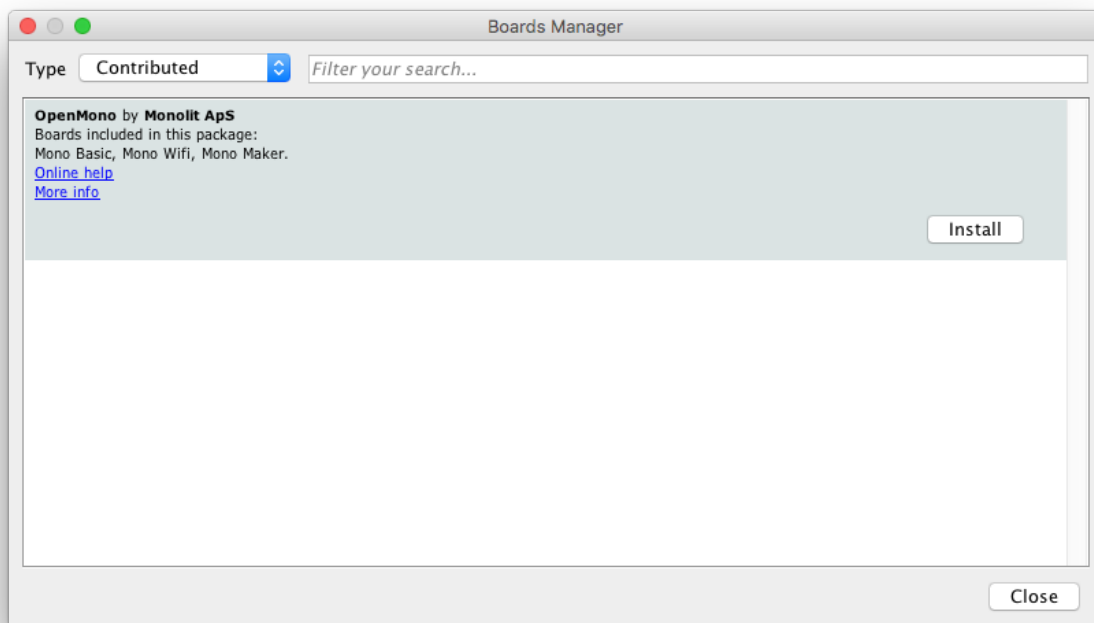 Boards Manager
Type Contributed Filter your search...
OpenMono by Monolit ApS
Boards included in this package:
Mono Basic, Mono Wifi, Mono Maker.
Online help
More info
Install
Close